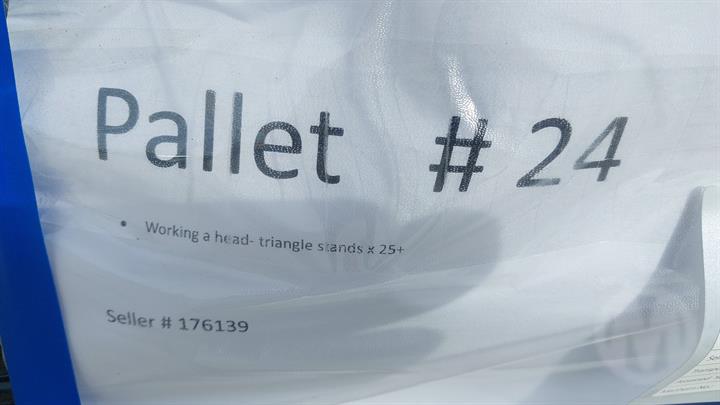 Pallet # 24
• Working a head- triangle stands x 25+
Seller # 176139